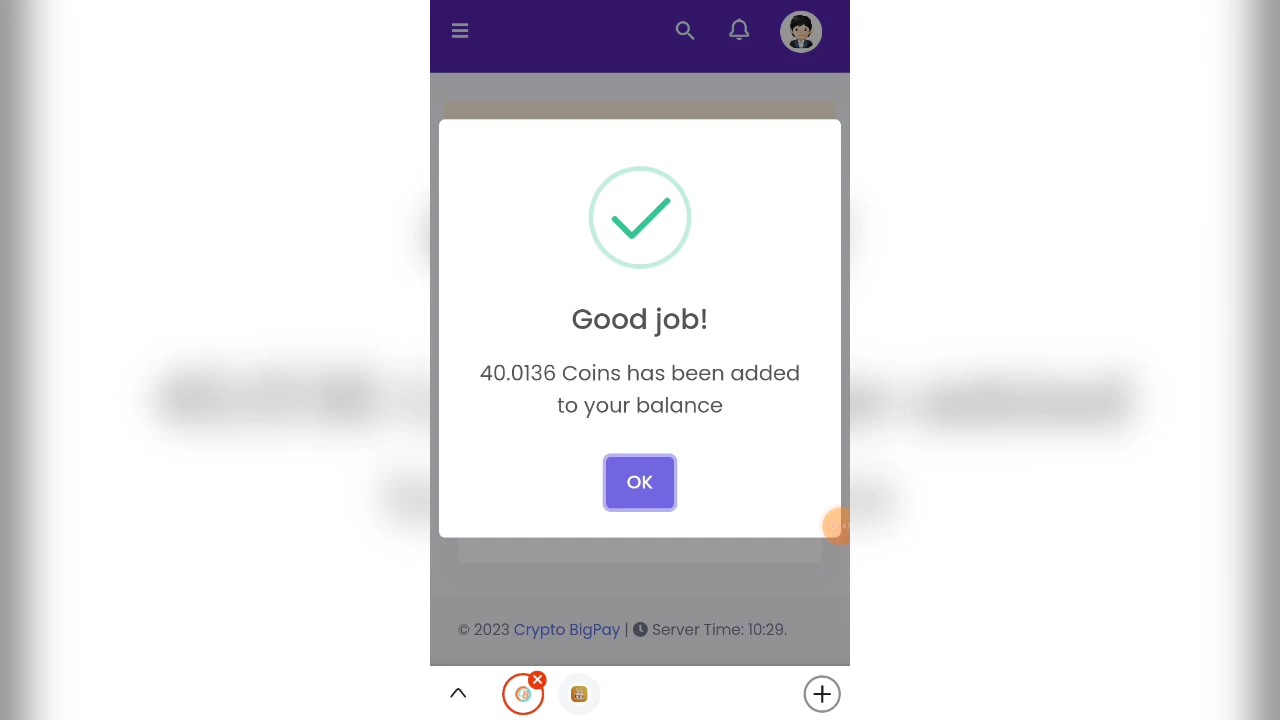 Good job!
40.0136 Coins has been added
to your balance
OK
© 2023 Crypto BigPay | Server Time: 10:29.